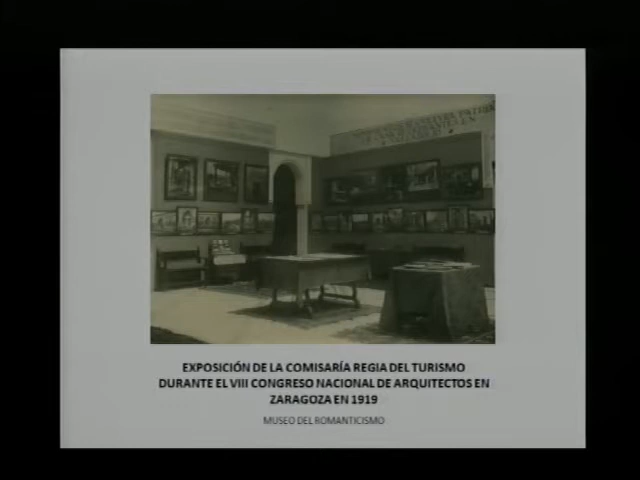 EXPOSICIÓN DE LA COMISARÍA REGIA DEL TURISMO
DURANTE EL VIII CONGRESO NACIONAL DE ARQUITECTOS EN
ZARAGOZA EN 1919
MUSEO DEL ROMANTICISMO